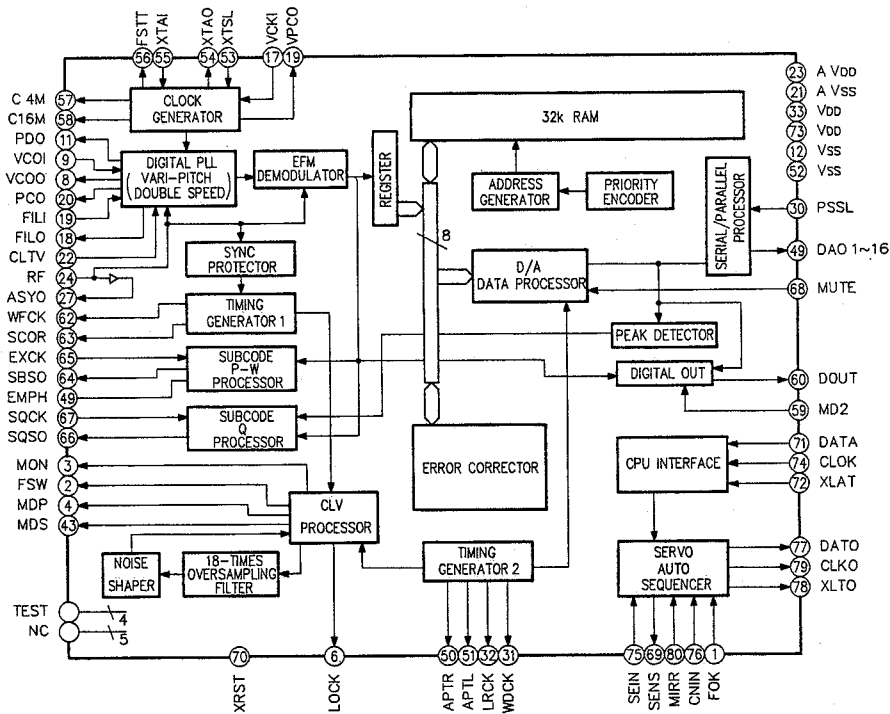 FSTT
XTAI
XTAO
XTSL
VCKI
VPCO
56
55
54
53
17
19
C 4M 57
C16M 58
PDO 11
VCOI 9
VCOO 8
PCO 20
FILI 19
FILO 18
CLTV 22
RF 24
ASYO 27
WFCK 62
SCOR 63
EXCK 65
SBSO 64
EMPH 49
SQCK 67
SQSO 66
MON 3
FSW 2
MDP 4
MDS 43
TEST
4
NC
5
CLOCK
GENERATOR
DIGITAL PLL
VARI-PITCH
(DOUBLE SPEED)
EFM
DEMODULATOR
REGISTER
SYNC
PROTECTOR
TIMING
GENERATOR 1
SUBCODE
P-W
PROCESSOR
SUBCODE
Q
PROCESSOR
CLV
PROCESSOR
NOISE
SHAPER
18-TIMES
OVERSAMPLING
FILTER
32k RAM
ADDRESS
GENERATOR
PRIORITY
ENCODER
8
D/A
DATA PROCESSOR
SERIAL/PARALLEL
PROCESSOR
PEAK DETECTOR
DIGITAL OUT
ERROR CORRECTOR
CPU INTERFACE
TIMING
GENERATOR 2
SERVO
AUTO
SEQUENCER
23 A VDD
21 A VSS
33 VDD
73 VDD
12 VSS
52 VSS
30 PSSL
49 DAO 1~16
68 MUTE
60 DOUT
59 MD2
71 DATA
74 CLOK
72 XLAT
77 DATO
79 CLKO
78 XLTO
70
6
50
51
32
31
75
69
80
76
1
XRST
LOCK
APTR
APTL
LRCK
WDCK
SEIN
SENS
MIRR
CNIN
FOK